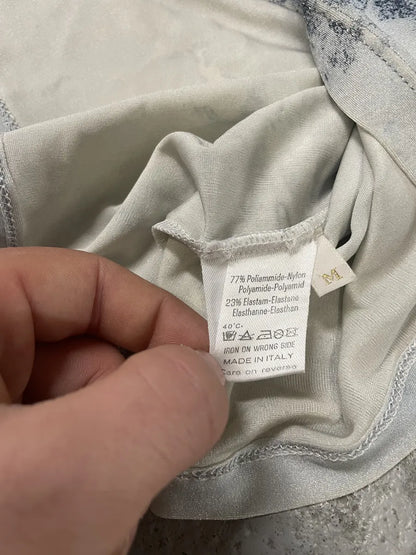 77% Poliammide-Nylon
Polyamide-Polyamid
23% Elastam-Elastane
Elasthanne-Elasthan
40°C
IRON ON WRONG SIDE
MADE IN ITALY
Care on reverse
M